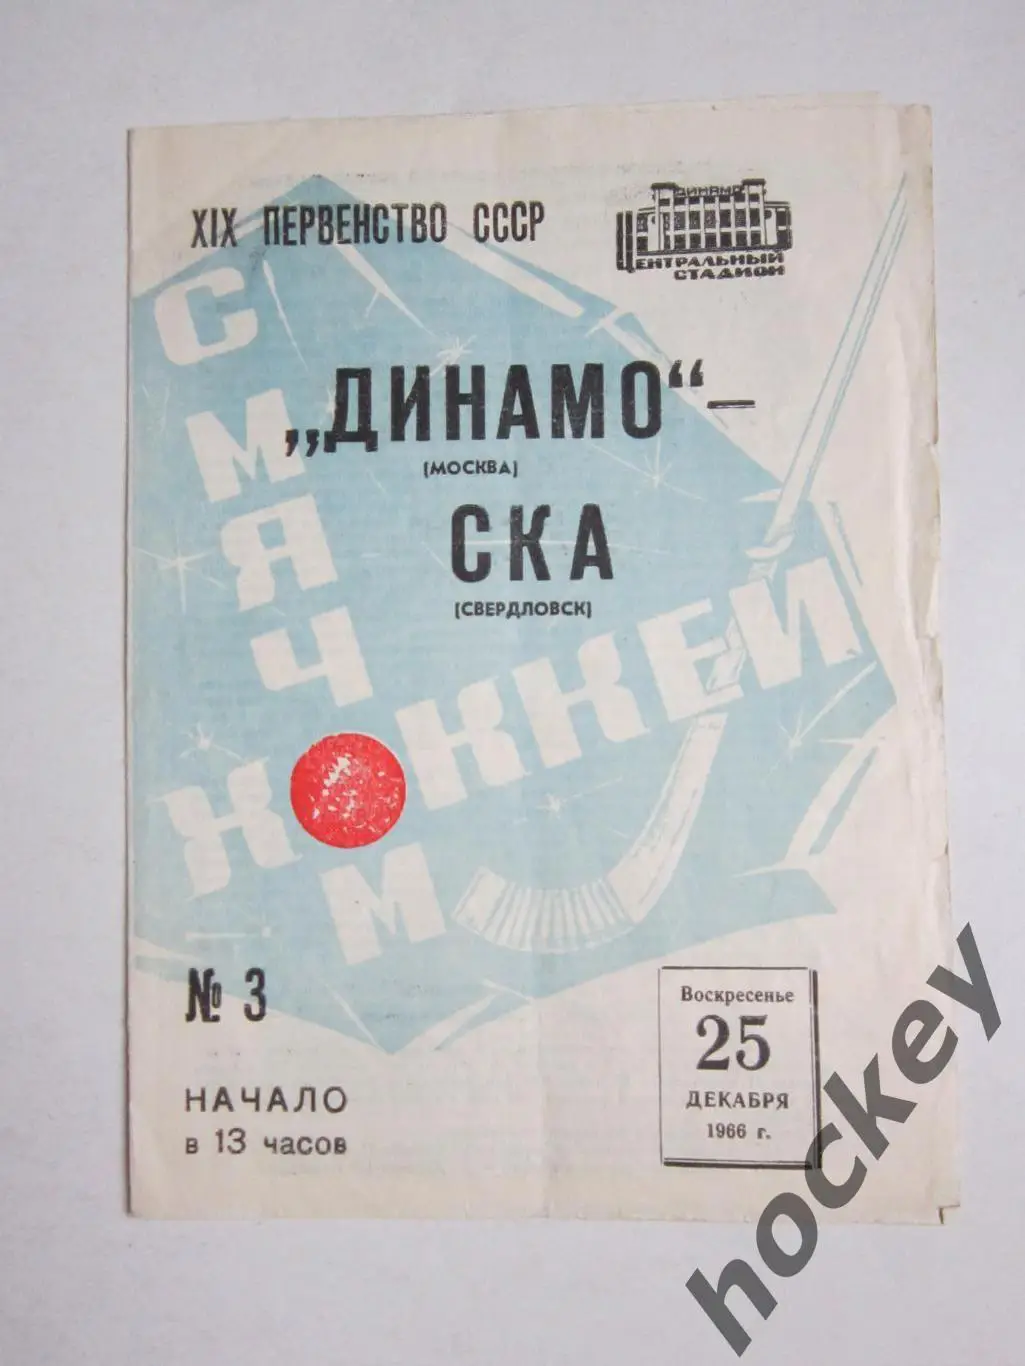 XIX ПЕРВЕНСТВО СССР
ДИНАМО
ЦЕНТРАЛЬНЫЙ
СТАДИОН
„ДИНАМО“ –
(МОСКВА)
СКА
(СВЕРДЛОВСК)
ХОККЕЙ
С МЯЧОМ
№ 3
НАЧАЛО
в 13 часов
Воскресенье
25
ДЕКАБРЯ
1966 г.
hockey